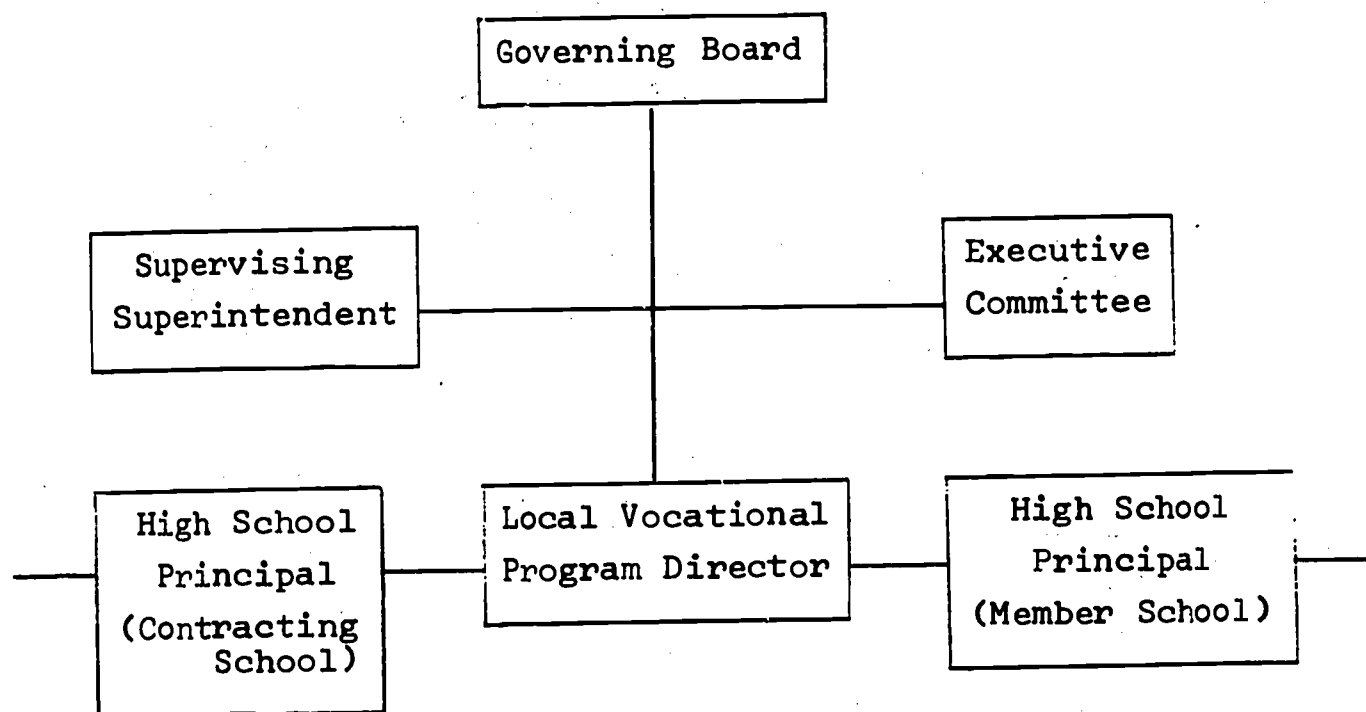 Governing Board
Supervising
Superintendent
Executive
Committee
High School
Principal
(Contracting
School)
Local Vocational
Program Director
High School
Principal
(Member School)